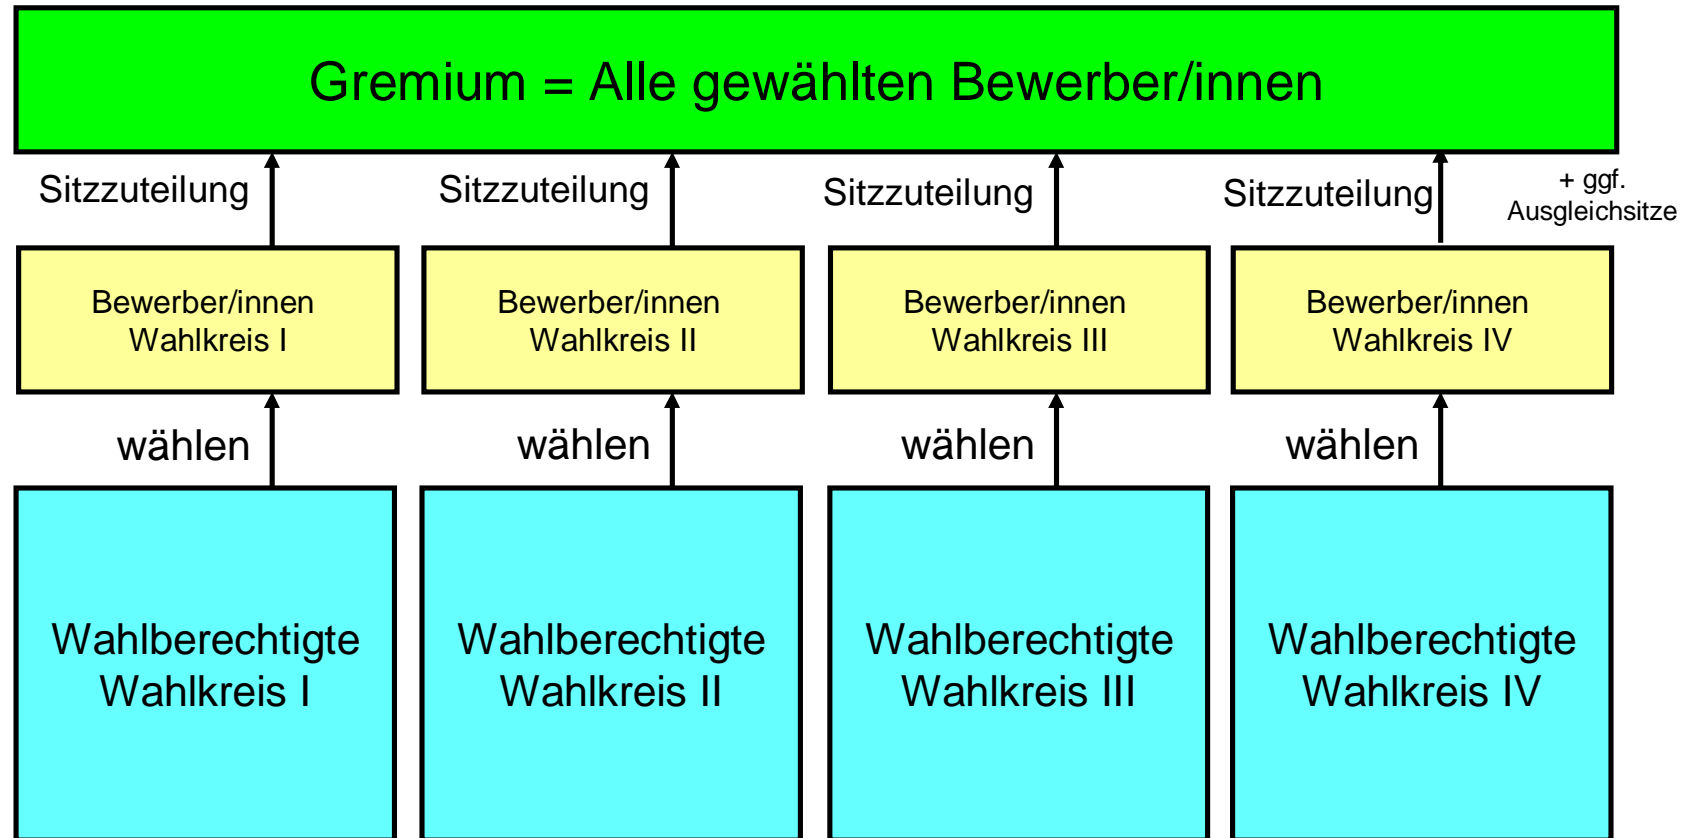 Gremium = Alle gewählten Bewerber/innen
Sitzzuteilung
Sitzzuteilung
Sitzzuteilung
Sitzzuteilung
+ ggf.
Ausgleichsitze
Bewerber/innen
Wahlkreis I
Bewerber/innen
Wahlkreis II
Bewerber/innen
Wahlkreis III
Bewerber/innen
Wahlkreis IV
wählen
wählen
wählen
wählen
Wahlberechtigte
Wahlkreis I
Wahlberechtigte
Wahlkreis II
Wahlberechtigte
Wahlkreis III
Wahlberechtigte
Wahlkreis IV